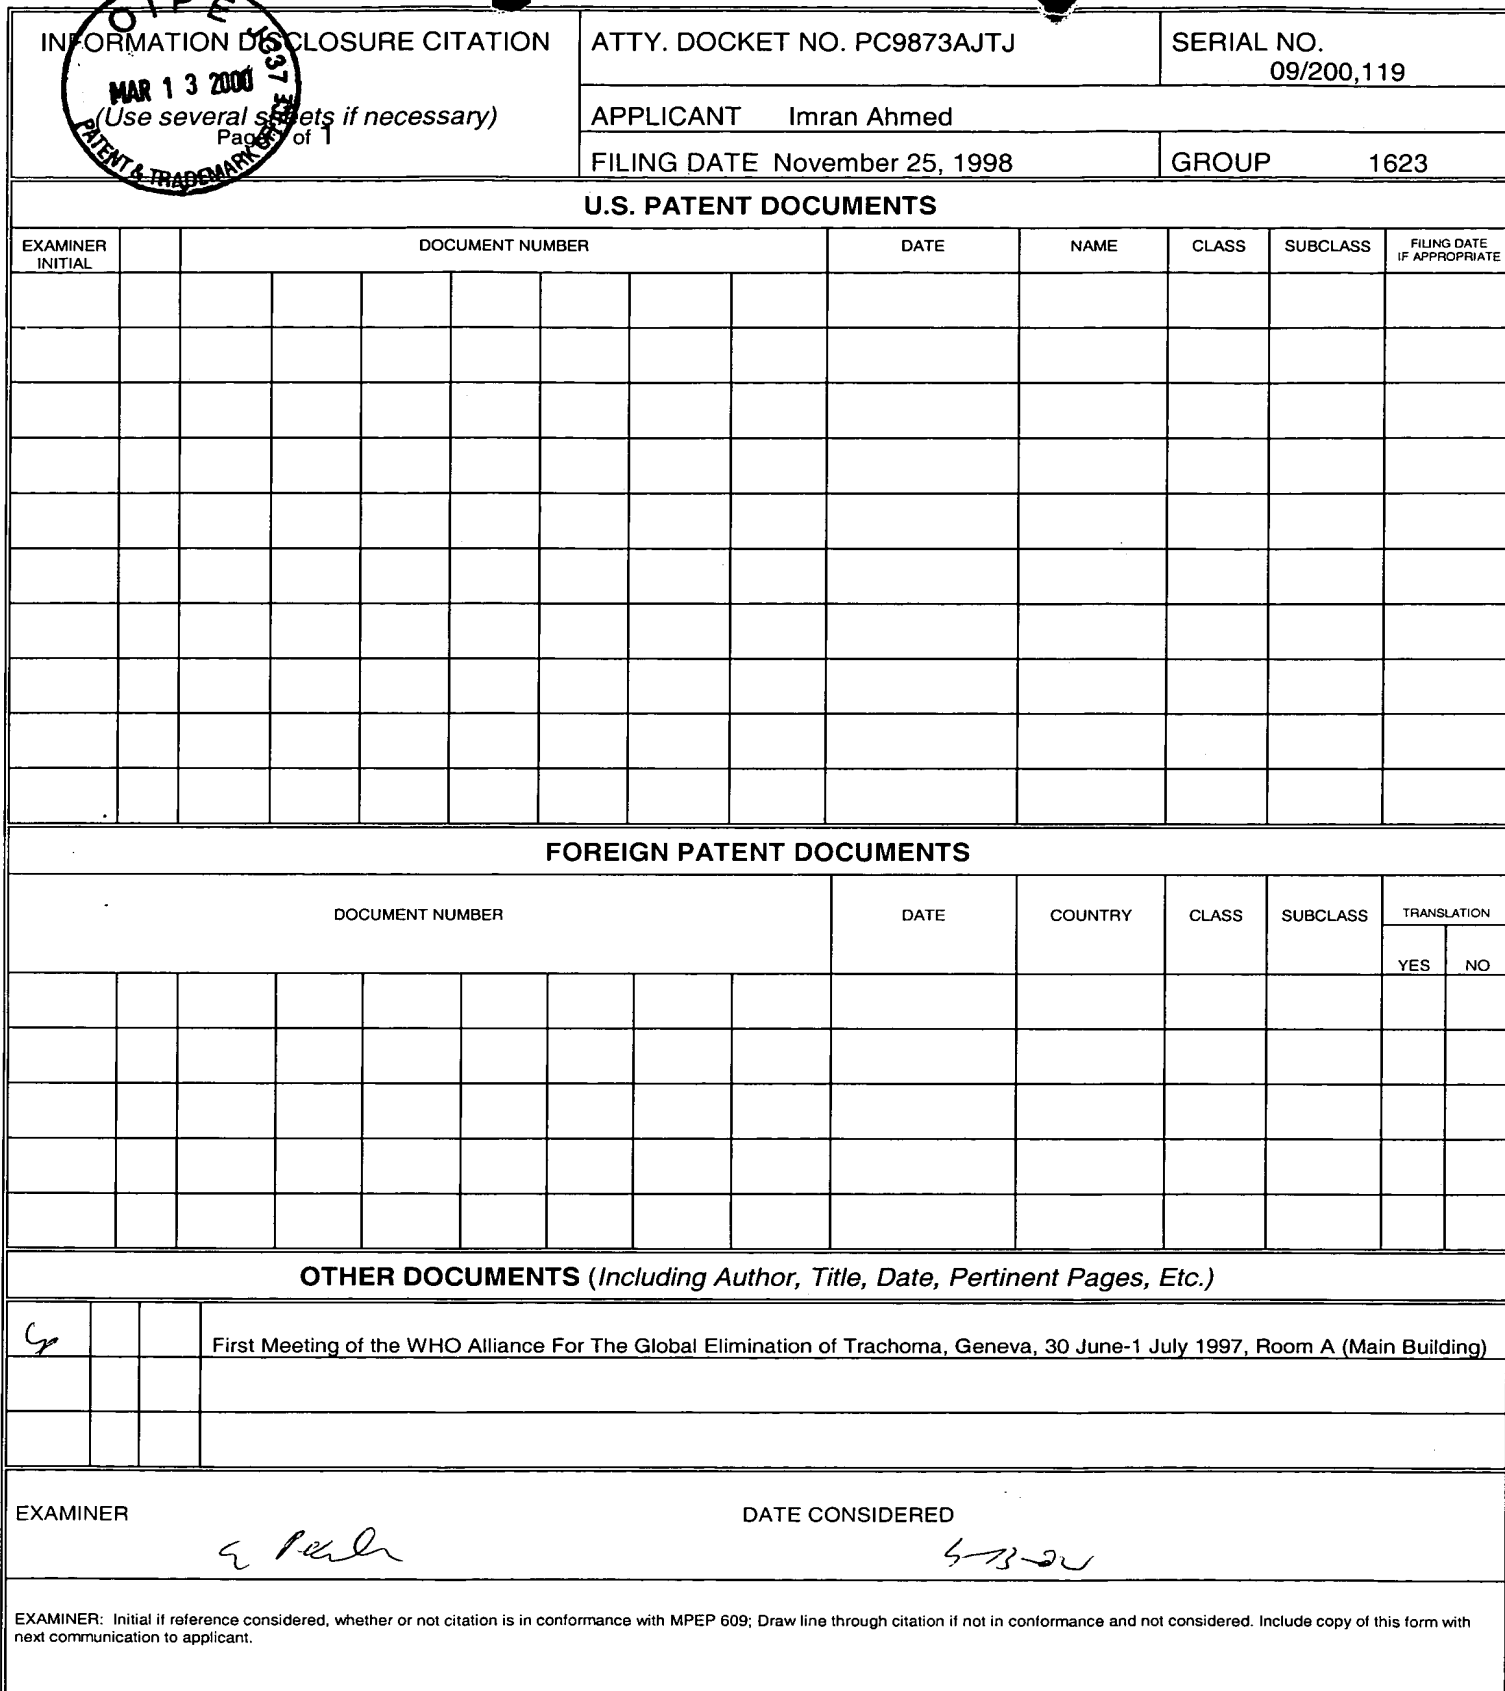 OIPE JC337
MAR 13 2000
PATENT & TRADEMARK OFFICE
INFORMATION DISCLOSURE CITATION
(Use several sheets if necessary)
Page of 1
ATTY. DOCKET NO. PC9873AJTJ
SERIAL NO.
09/200,119
APPLICANT Imran Ahmed
FILING DATE November 25, 1998
GROUP 1623
U.S. PATENT DOCUMENTS
EXAMINER
INITIAL
DOCUMENT NUMBER
DATE
NAME
CLASS
SUBCLASS
FILING DATE
IF APPROPRIATE
FOREIGN PATENT DOCUMENTS
DOCUMENT NUMBER
DATE
COUNTRY
CLASS
SUBCLASS
TRANSLATION
YES
NO
OTHER DOCUMENTS (Including Author, Title, Date, Pertinent Pages, Etc.)
First Meeting of the WHO Alliance For The Global Elimination of Trachoma, Geneva, 30 June-1 July 1997, Room A (Main Building)
EXAMINER
DATE CONSIDERED
EXAMINER: Initial if reference considered, whether or not citation is in conformance with MPEP 609; Draw line through citation if not in conformance and not considered. Include copy of this form with
next communication to applicant.